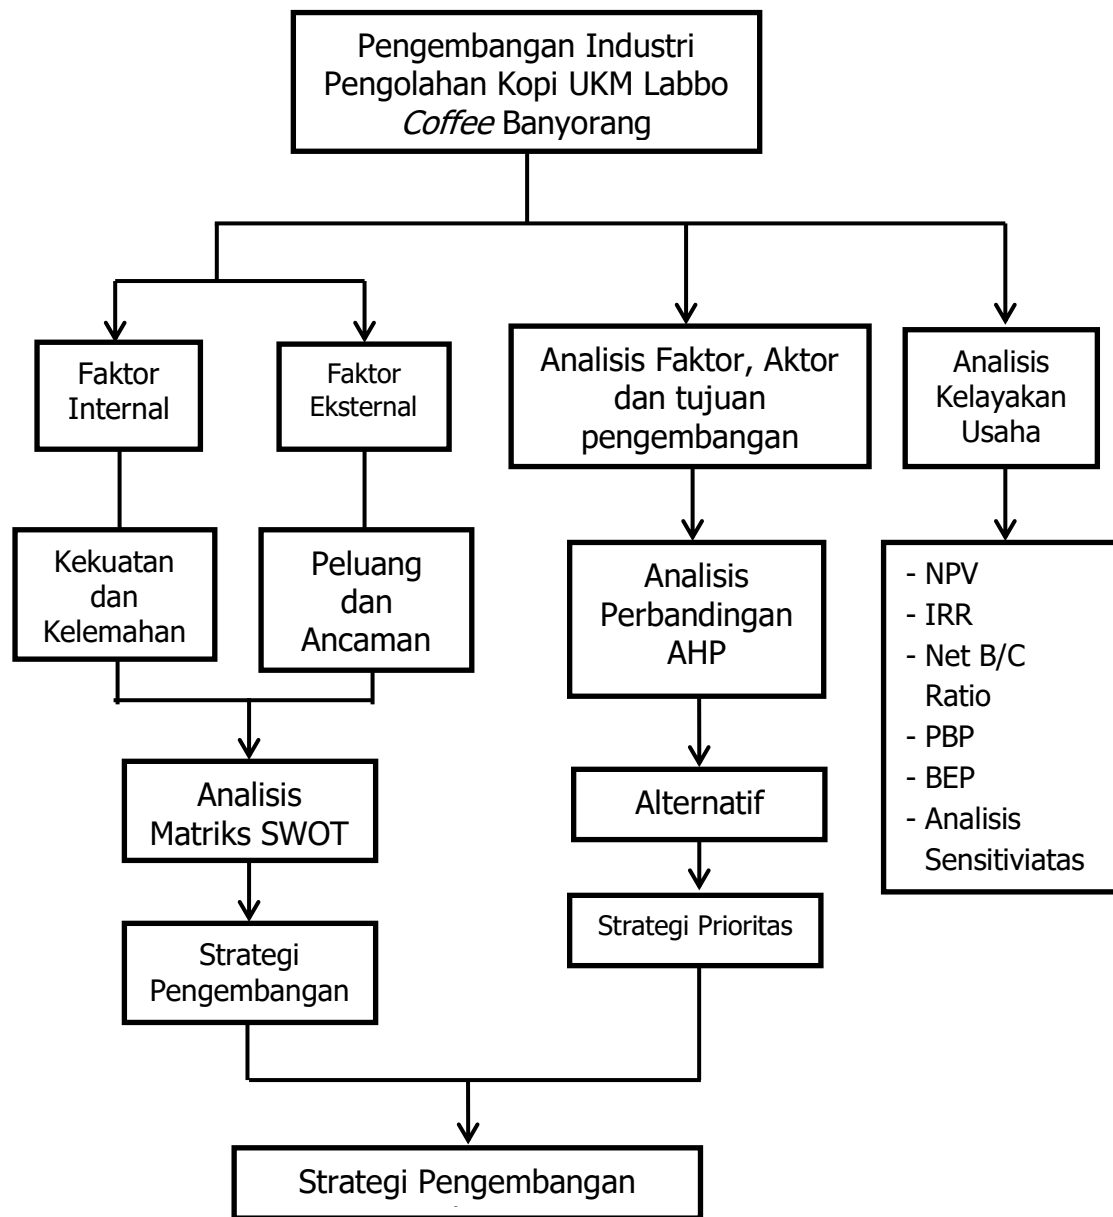 Pengembangan Industri
Pengolahan Kopi UKM Labbo
Coffee Banyorang
Faktor
Internal
Faktor
Eksternal
Analisis Faktor, Aktor
dan tujuan
pengembangan
Analisis
Kelayakan
Usaha
Kekuatan
dan
Kelemahan
Peluang
dan
Ancaman
Analisis
Perbandingan
AHP
- NPV
- IRR
- Net B/C
Ratio
- PBP
- BEP
- Analisis
Sensitiviatas
Analisis
Matriks SWOT
Alternatif
Strategi
Pengembangan
Strategi Prioritas
Strategi Pengembangan